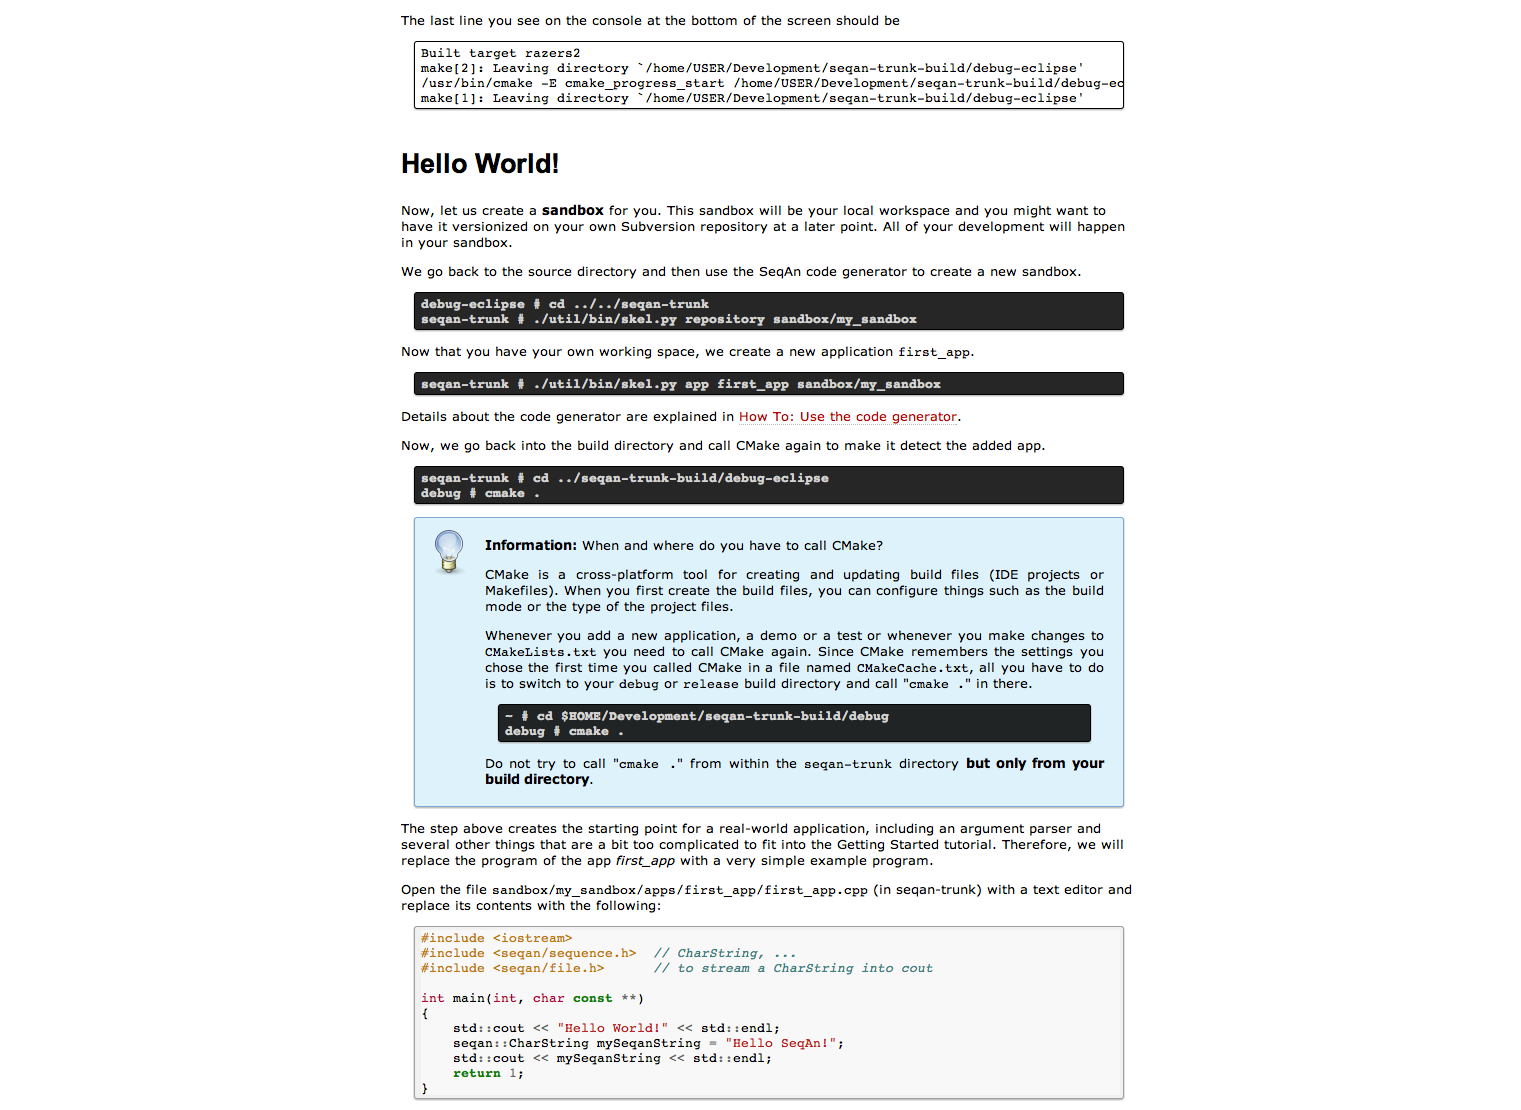 The last line you see on the console at the bottom of the screen should be
Built target razers2
make[2]: Leaving directory `/home/USER/Development/seqan-trunk-build/debug-eclipse'
/usr/bin/cmake -E cmake_progress_start /home/USER/Development/seqan-trunk-build/debug-ec
make[1]: Leaving directory `/home/USER/Development/seqan-trunk-build/debug-eclipse'
Hello World!
Now, let us create a sandbox for you. This sandbox will be your local workspace and you might want to
have it versionized on your own Subversion repository at a later point. All of your development will happen
in your sandbox.
We go back to the source directory and then use the SeqAn code generator to create a new sandbox.
debug-eclipse # cd ../../seqan-trunk
seqan-trunk # ./util/bin/skel.py repository sandbox/my_sandbox
Now that you have your own working space, we create a new application first_app.
seqan-trunk # ./util/bin/skel.py app first_app sandbox/my_sandbox
Details about the code generator are explained in How To: Use the code generator.
Now, we go back into the build directory and call CMake again to make it detect the added app.
seqan-trunk # cd ../seqan-trunk-build/debug-eclipse
debug # cmake .
Information: When and where do you have to call CMake?
CMake is a cross-platform tool for creating and updating build files (IDE projects or
Makefiles). When you first create the build files, you can configure things such as the build
mode or the type of the project files.
Whenever you add a new application, a demo or a test or whenever you make changes to
CMakeLists.txt you need to call CMake again. Since CMake remembers the settings you
chose the first time you called CMake in a file named CMakeCache.txt, all you have to do
is to switch to your debug or release build directory and call "cmake ." in there.
~ # cd $HOME/Development/seqan-trunk-build/debug
debug # cmake .
Do not try to call "cmake ." from within the seqan-trunk directory but only from your
build directory.
The step above creates the starting point for a real-world application, including an argument parser and
several other things that are a bit too complicated to fit into the Getting Started tutorial. Therefore, we will
replace the program of the app first_app with a very simple example program.
Open the file sandbox/my_sandbox/apps/first_app/first_app.cpp (in seqan-trunk) with a text editor and
replace its contents with the following:
#include <iostream>
#include <seqan/sequence.h>  // CharString, ...
#include <seqan/file.h>      // to stream a CharString into cout
int main(int, char const **)
{
    std::cout << "Hello World!" << std::endl;
    seqan::CharString mySeqanString = "Hello SeqAn!";
    std::cout << mySeqanString << std::endl;
    return 1;
}